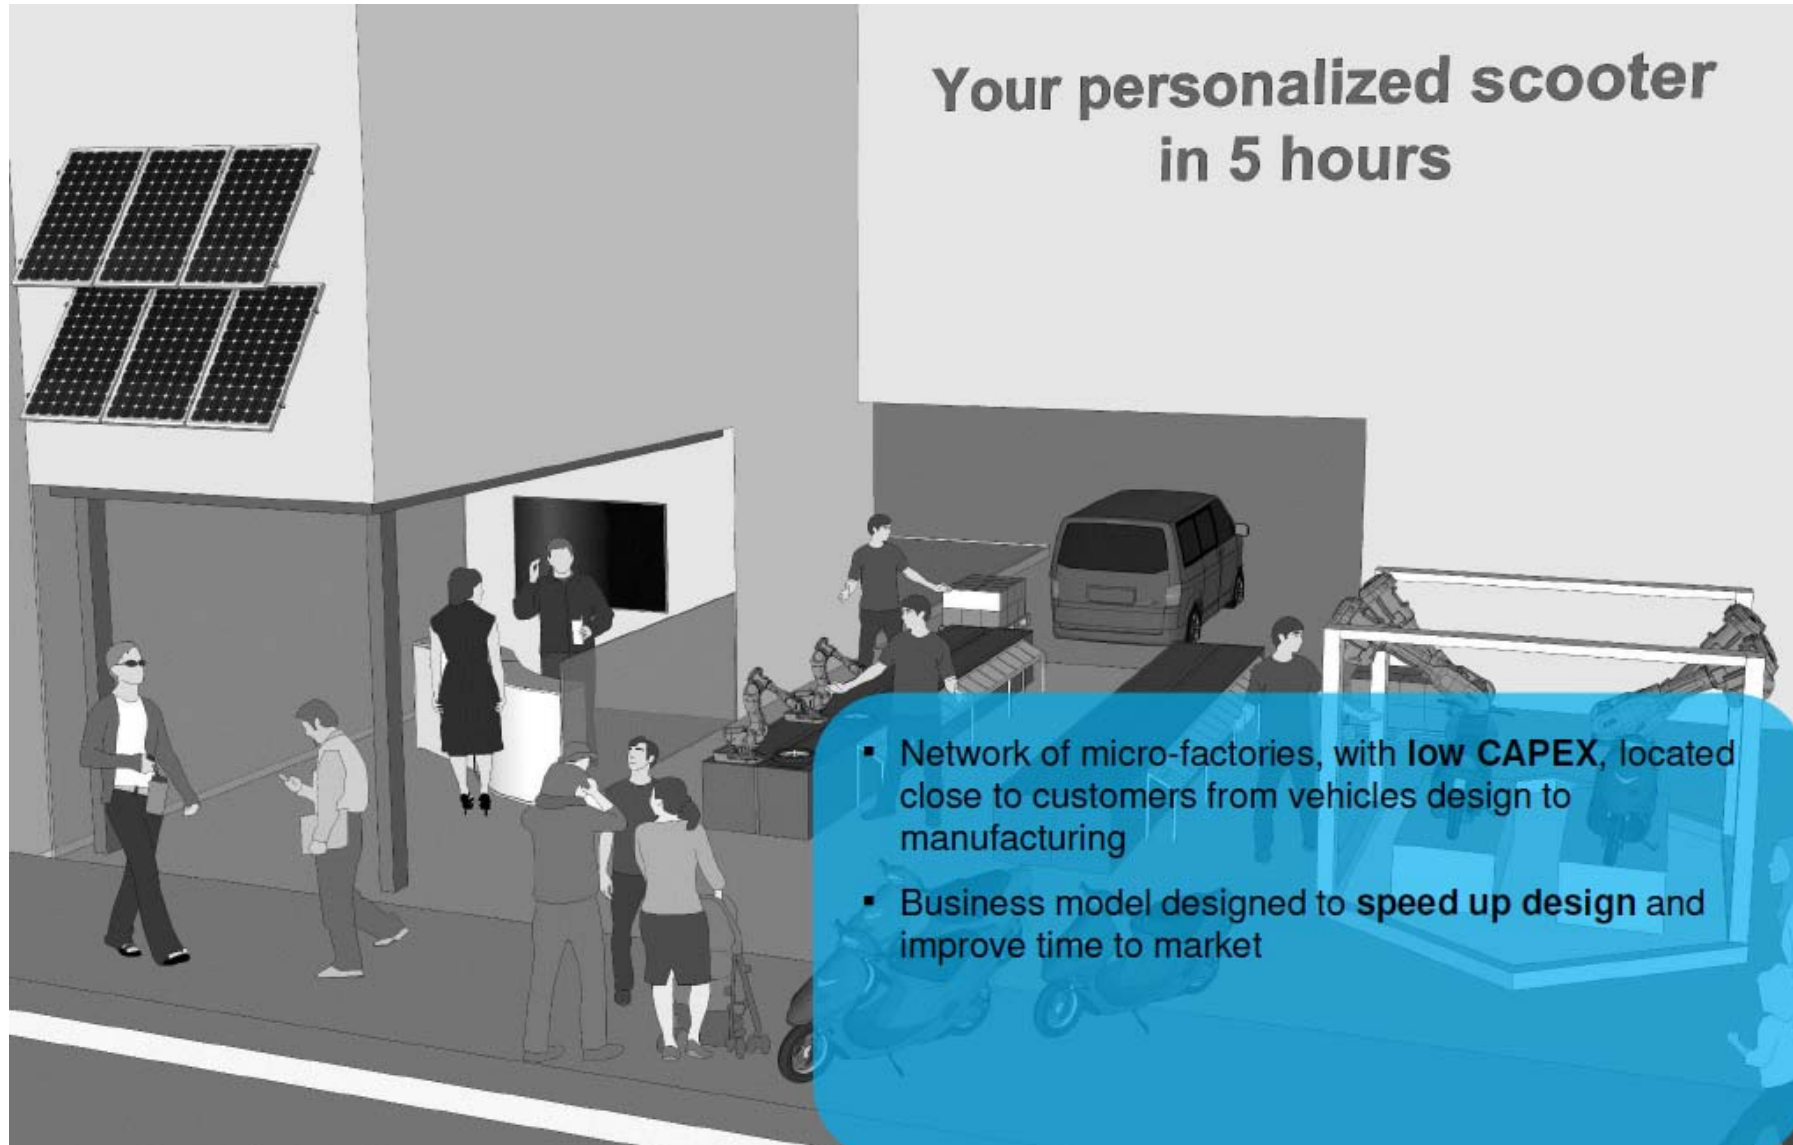 Your personalized scooter
in 5 hours
▪ Network of micro-factories, with low CAPEX, located
close to customers from vehicles design to
manufacturing
▪ Business model designed to speed up design and
improve time to market